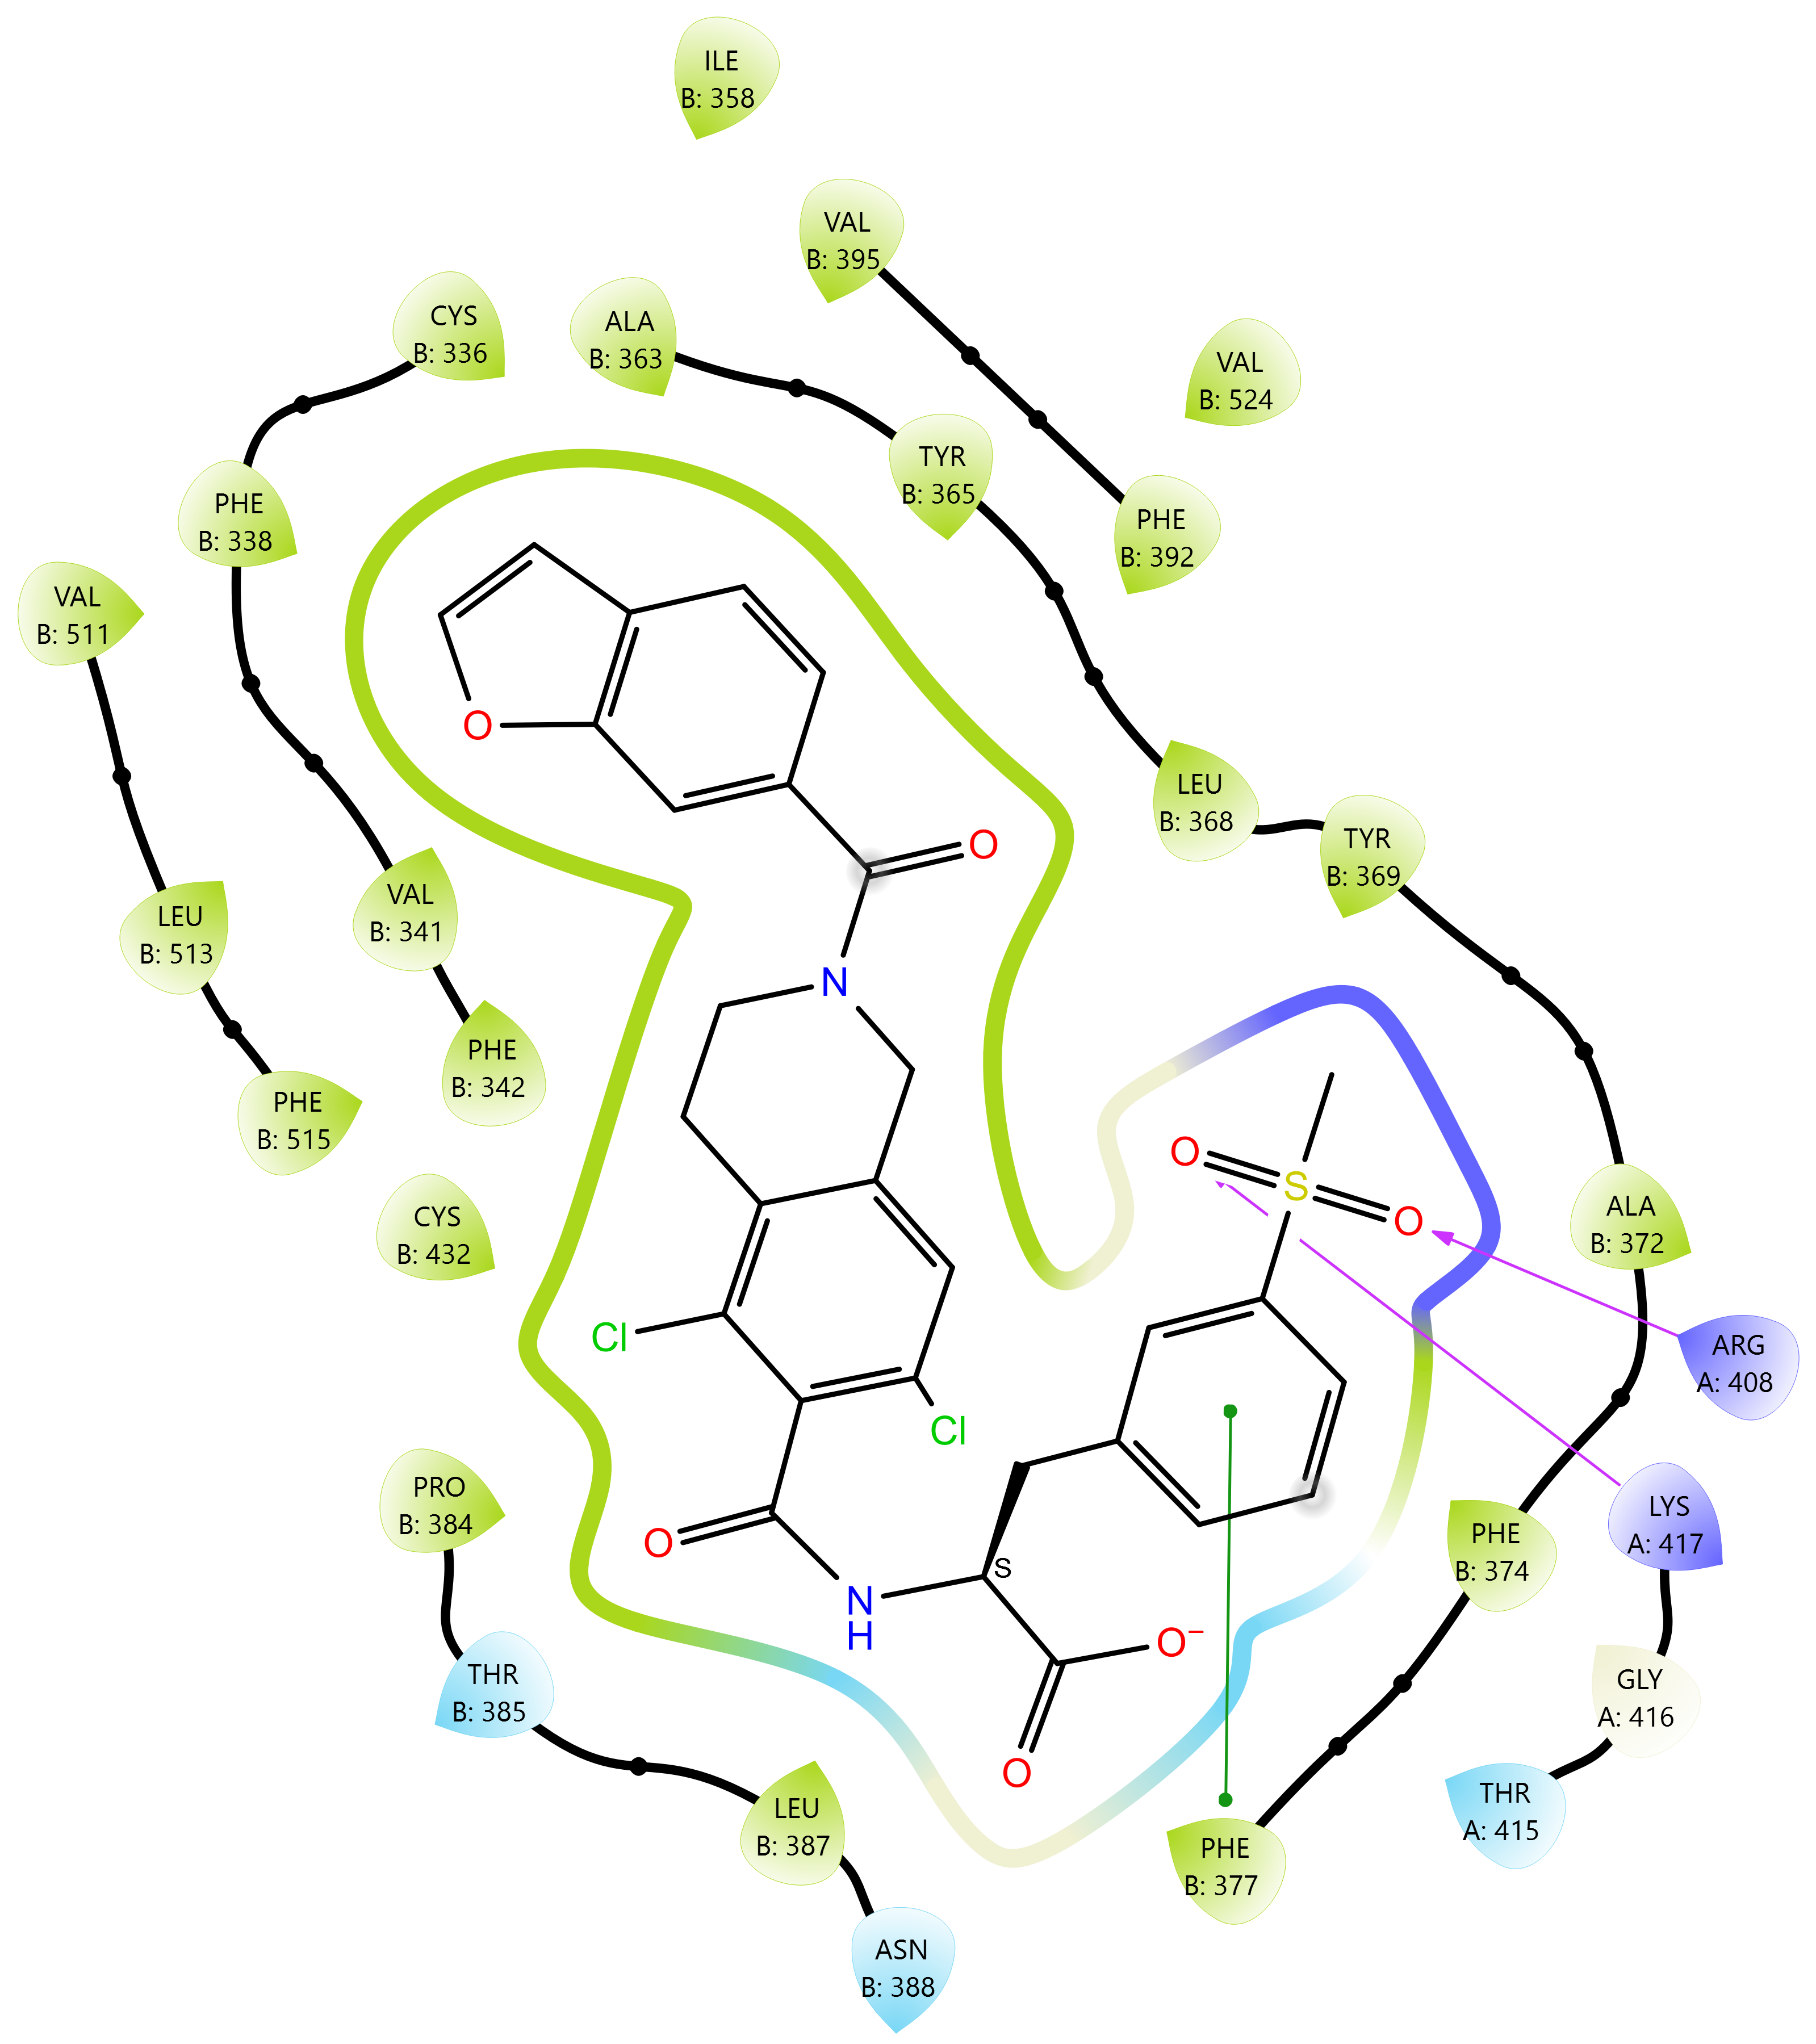 ILE
B: 358
VAL
B: 395
CYS
B: 336
ALA
B: 363
VAL
B: 524
TYR
B: 365
PHE
B: 338
PHE
B: 392
VAL
B: 511
O
LEU
B: 368
O
TYR
B: 369
VAL
B: 341
LEU
B: 513
N
PHE
B: 342
PHE
B: 515
O
S
O
CYS
B: 432
ALA
B: 372
Cl
ARG
A: 408
Cl
PRO
B: 384
LYS
A: 417
O
PHE
B: 374
S
N
H
O−
THR
B: 385
GLY
A: 416
O
THR
A: 415
LEU
B: 387
PHE
B: 377
ASN
B: 388